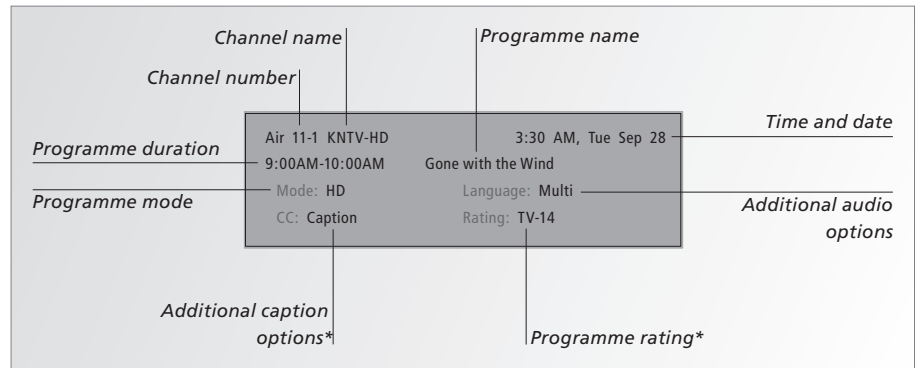 Channel name
Programme name
Channel number
Time and date
Air 11-1 KNTV-HD
3:30 AM, Tue Sep 28
Programme duration
9:00AM-10:00AM
Gone with the Wind
Programme mode
Mode: HD
Language: Multi
Additional audio
options
CC: Caption
Rating: TV-14
Additional caption
options*
Programme rating*